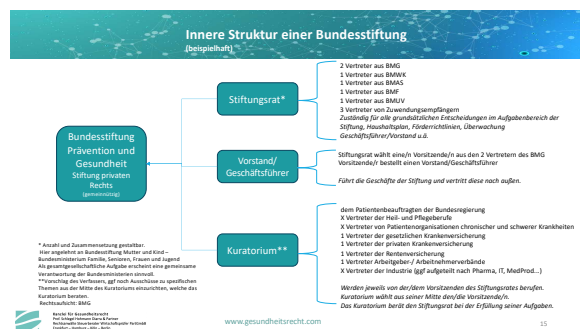 Innere Struktur einer Bundesstiftung
(beispielhaft)
Bundesstiftung
Prävention und
Gesundheit
Stiftung privaten
Rechts
(gemeinnützig)
Stiftungsrat*
2 Vertreter aus BMG
1 Vertreter aus BMWK
1 Vertreter aus BMAS
1 Vertreter aus BMF
1 Vertreter aus BMUV
3 Vertreter von Zuwendungsempfängern
Zuständig für alle grundsätzlichen Entscheidungen im Aufgabenbereich der
Stiftung, Haushaltplan, Förderrichtlinien, Überwachung
Geschäftsführer/Vorstand u.ä.
Vorstand/
Geschäftsführer
Stiftungsrat wählt eine/n Vorsitzende/n aus den 2 Vertretern des BMG
Vorsitzende/r bestellt einen Vorstand/Geschäftsführer
Führt die Geschäfte der Stiftung und vertritt diese nach außen.
Kuratorium**
dem Patientenbeauftragten der Bundesregierung
X Vertreter der Heil- und Pflegeberufe
X Vertreter von Patientenorganisationen chronischer und schwerer Krankheiten
1 Vertreter der gesetzlichen Krankenversicherung
1 Vertreter der privaten Krankenversicherung
1 Vertreter der Rentenversicherung
1 Vertreter Arbeitgeber-/ Arbeitnehmerverbände
X Vertreter der Industrie (ggf aufgeteilt nach Pharma, IT, MedProd…)
Werden jeweils von der/dem Vorsitzenden des Stiftungsrates berufen.
Kuratorium wählt aus seiner Mitten den/die Vorsitzende/n.
Das Kuratorium berät den Stiftungsrat bei der Erfüllung seiner Aufgaben.
* Anzahl und Zusammensetzung gestaltbar.
Hier angelehnt an Bundesstiftung Mutter und Kind –
Bundesministerium Familie, Senioren, Frauen und Jugend
Als gesamtgesellschaftliche Aufgabe erscheint eine gemeinsame
Verantwortung der Bundesministerien sinnvoll.
**Vorschlag des Verfassers, ggf noch Ausschüsse zu spezifischen
Themen aus der Mitte des Kuratoriums einzurichten, welche das
Kuratorium beraten.
Rechtsaufsicht: BMG
Kanzlei für Gesundheitsrecht
www.gesundheitsrecht.com
15